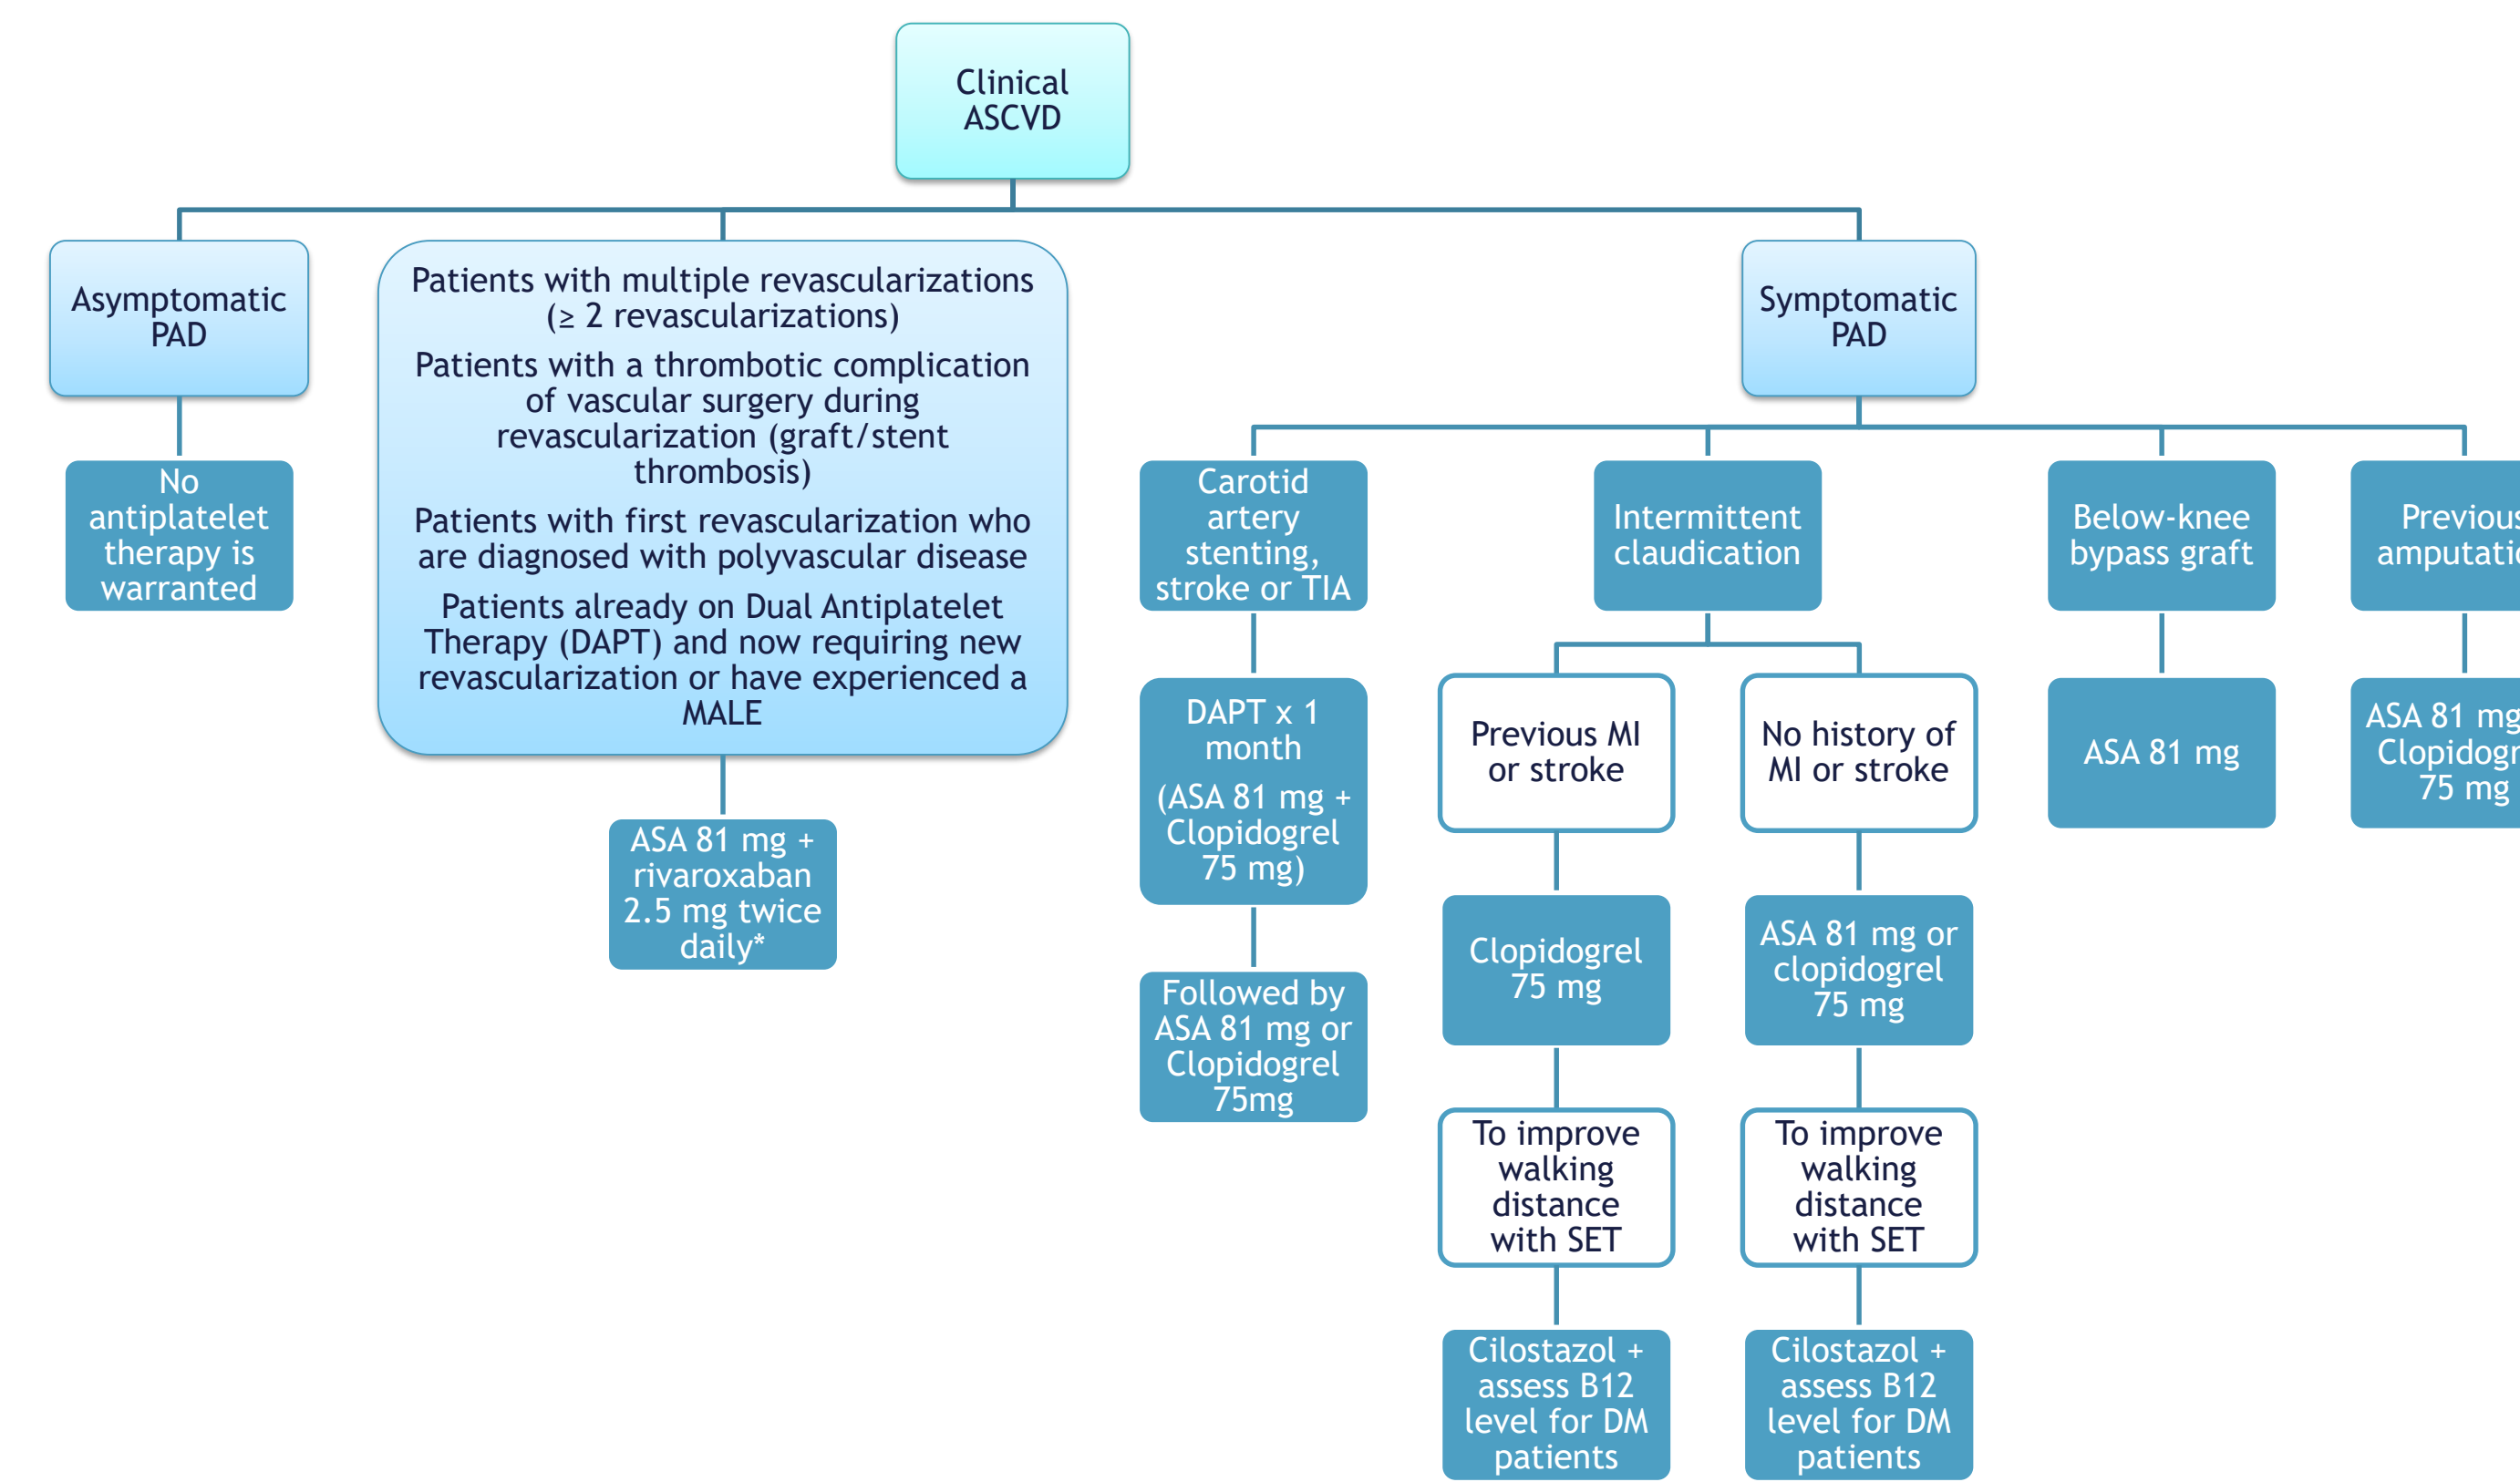 Clinical
ASCVD
Asymptomatic
PAD
No
antiplatelet
therapy is
warranted
Patients with multiple revascularizations
(≥ 2 revascularizations)
Patients with a thrombotic complication
of vascular surgery during
revascularization (graft/stent
thrombosis)
Patients with first revascularization who
are diagnosed with polyvascular disease
Patients already on Dual Antiplatelet
Therapy (DAPT) and now requiring new
revascularization or have experienced a
MALE
ASA 81 mg +
rivaroxaban
2.5 mg twice
daily*
Symptomatic
PAD
Carotid
artery
stenting,
stroke or TIA
DAPT x 1
month
(ASA 81 mg +
Clopidogrel
75 mg)
Followed by
ASA 81 mg or
Clopidogrel
75mg
Intermittent
claudication
Previous MI
or stroke
Clopidogrel
75 mg
To improve
walking
distance
with SET
Cilostazol +
assess B12
level for DM
patients
No history of
MI or stroke
ASA 81 mg or
clopidogrel
75 mg
To improve
walking
distance
with SET
Cilostazol +
assess B12
level for DM
patients
Below-knee
bypass graft
ASA 81 mg
ASA 81 mg
75 mg